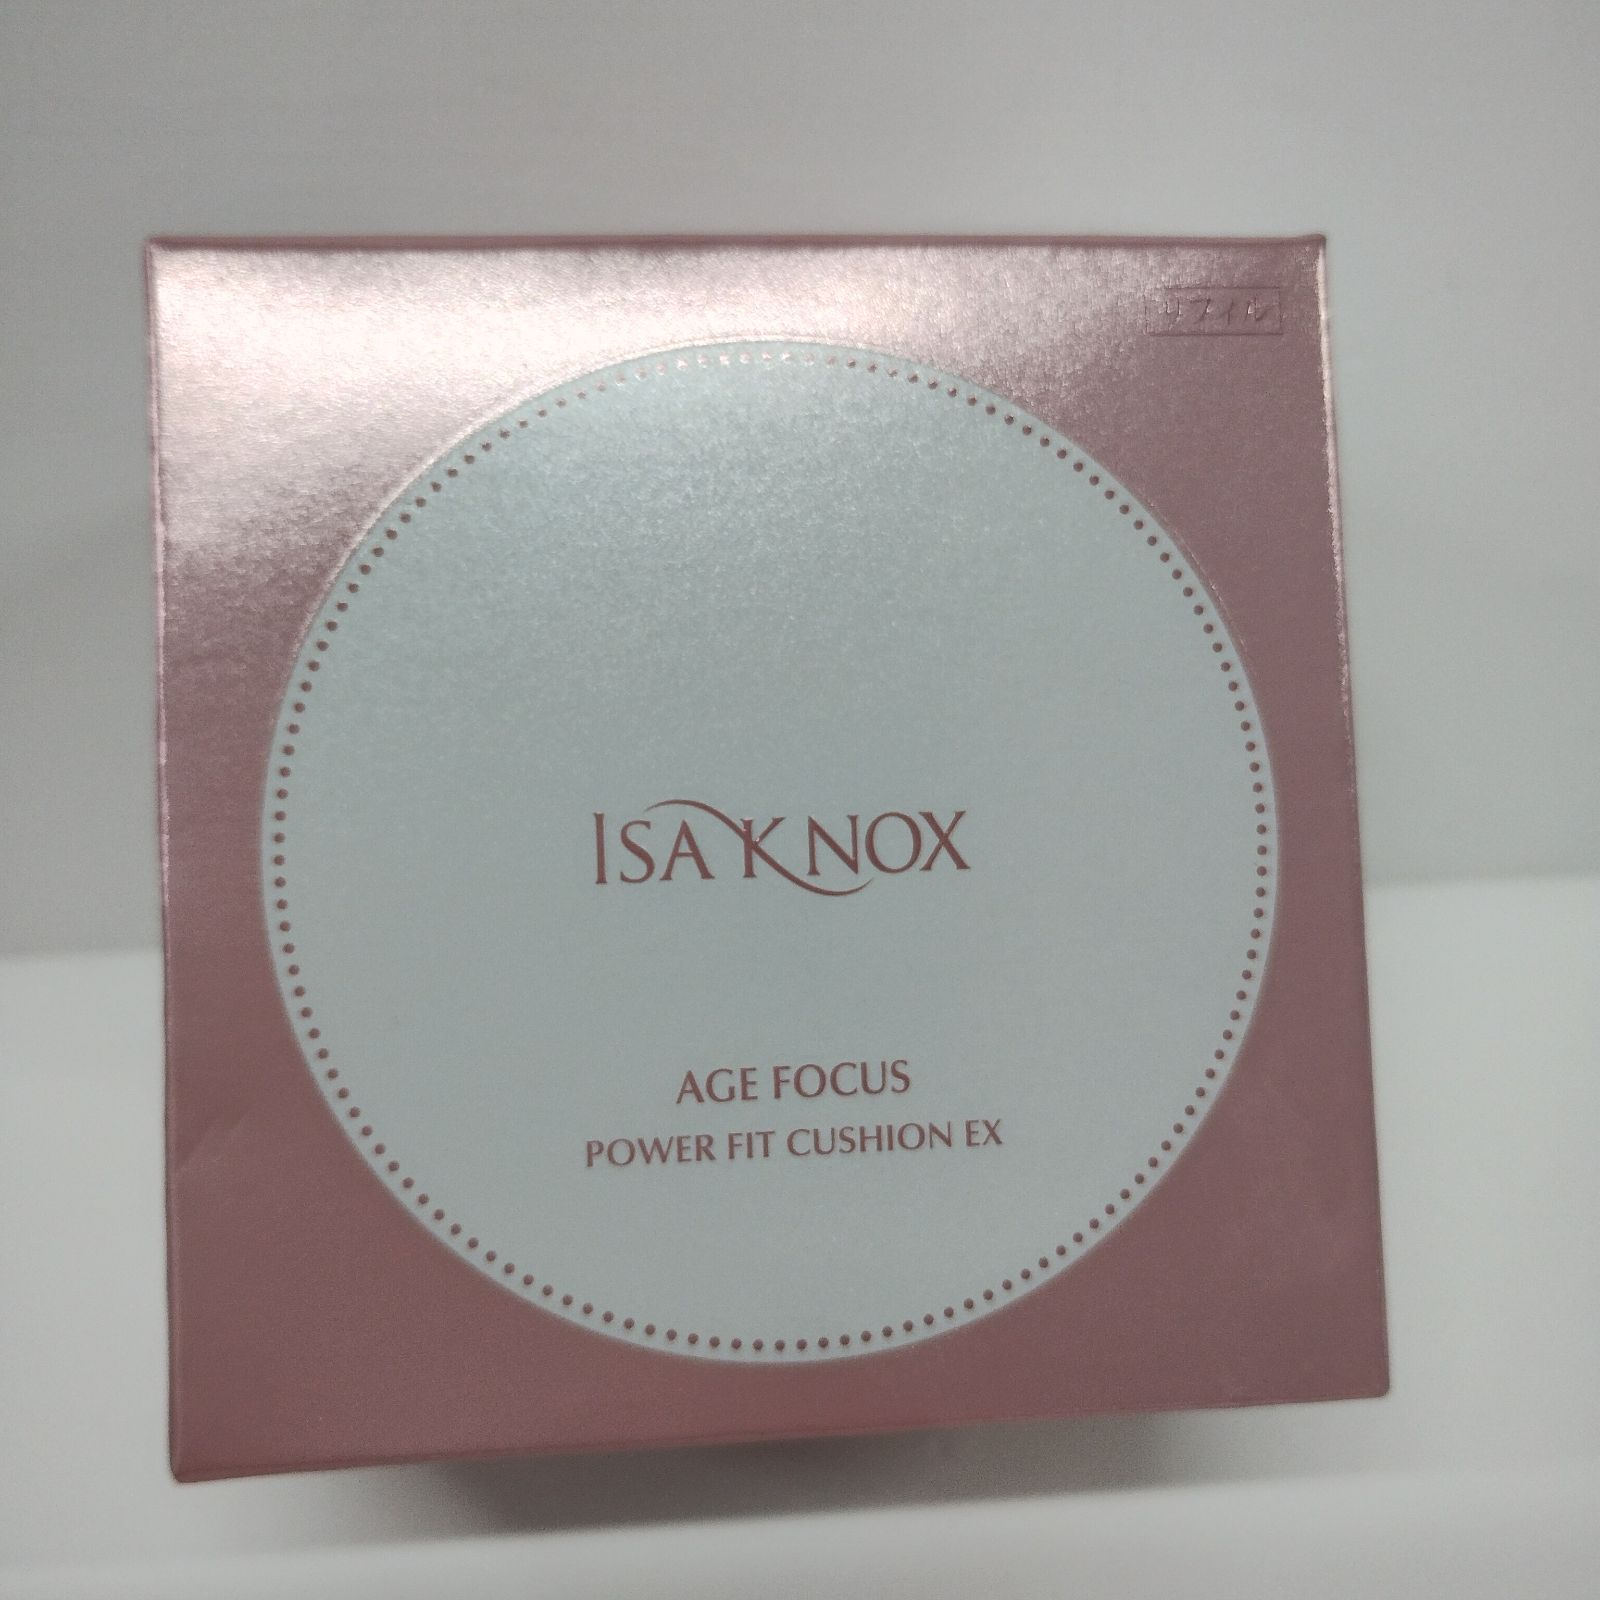 リフィル
ISA KNOX
AGE FOCUS
POWER FIT CUSHION EX